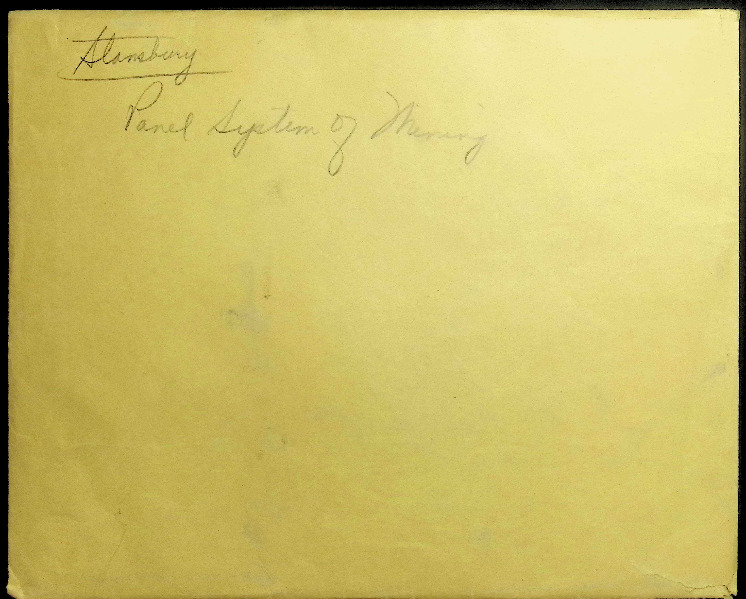 Stansbury
Panel System of Mining